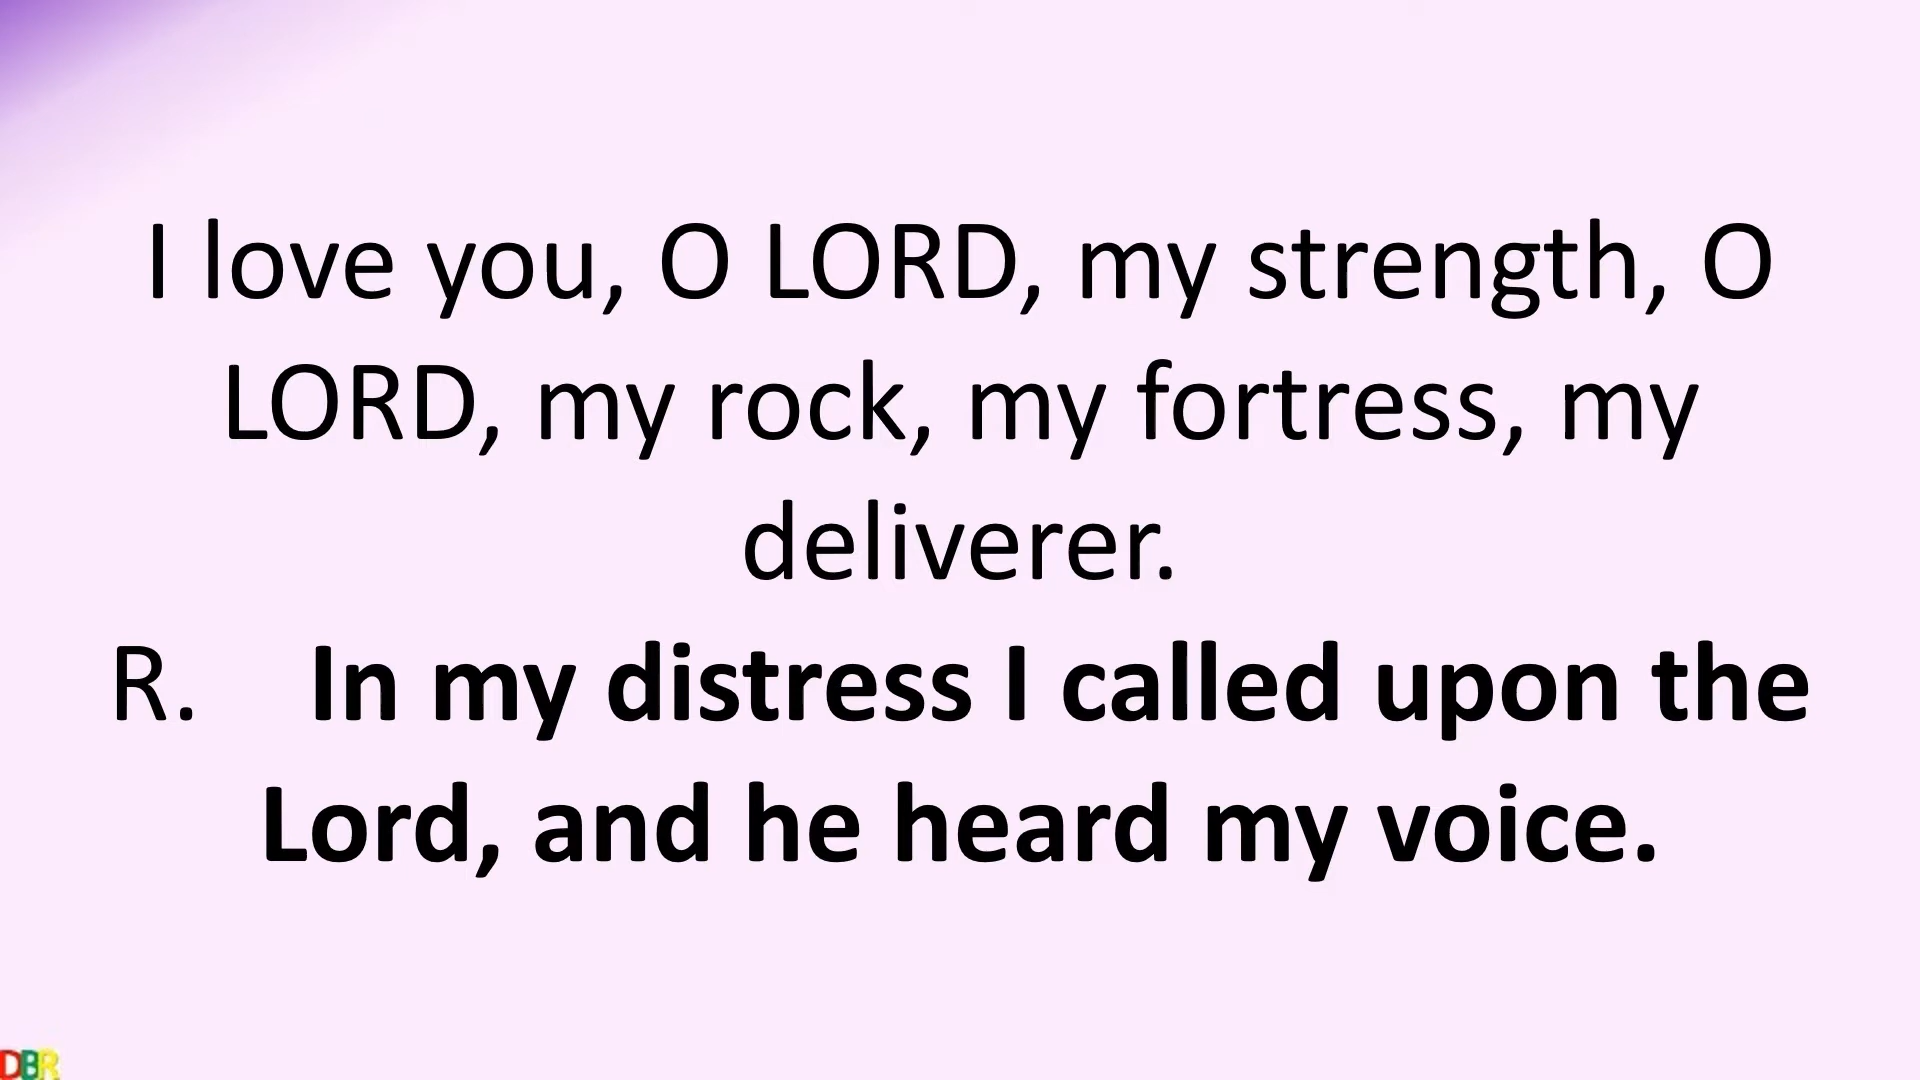 I love you, O LORD, my strength, O
LORD, my rock, my fortress, my
deliverer.
R. In my distress I called upon the
Lord, and he heard my voice.
DBR